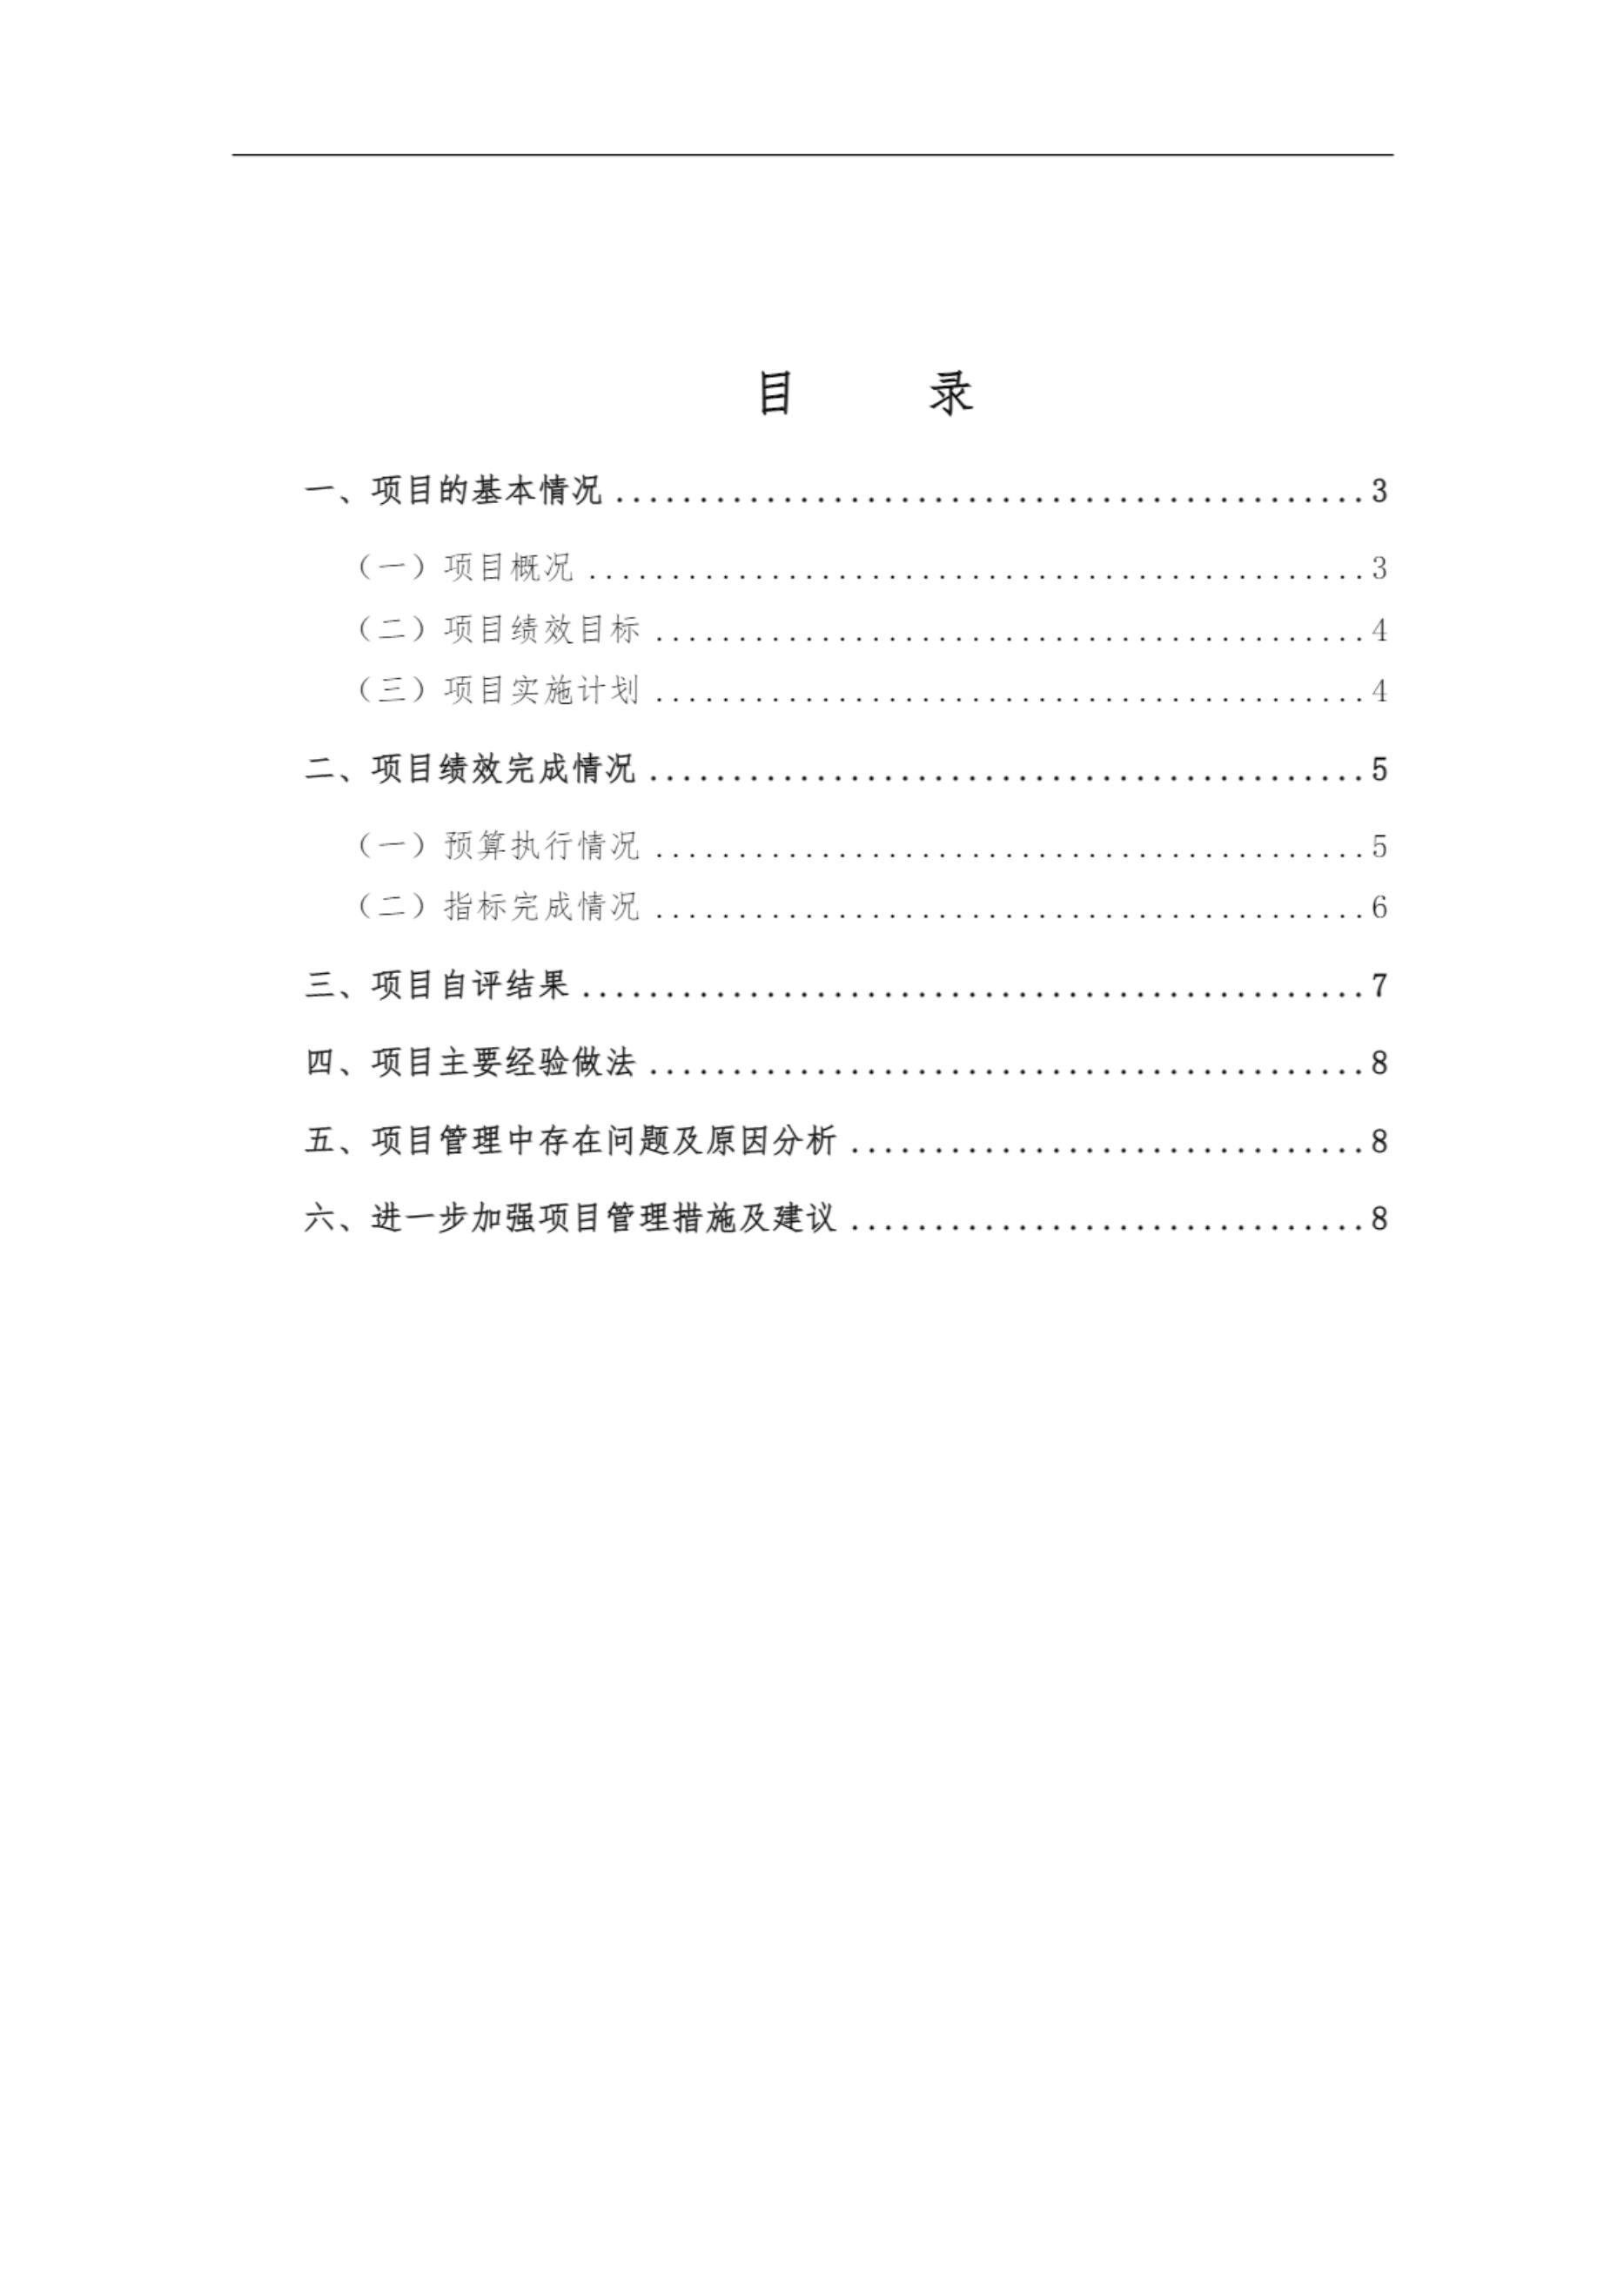 目 录
一、项目的基本情况 ............................................. 3
（一）项目概况 ............................................... 3
（二）项目绩效目标 ........................................... 4
（三）项目实施计划 ........................................... 4
二、项目绩效完成情况 ........................................... 5
（一）预算执行情况 ........................................... 5
（二）指标完成情况 ........................................... 6
三、项目自评结果 ............................................... 7
四、项目主要经验做法 ........................................... 8
五、项目管理中存在问题及原因分析 ............................... 8
六、进一步加强项目管理措施及建议 ............................... 8